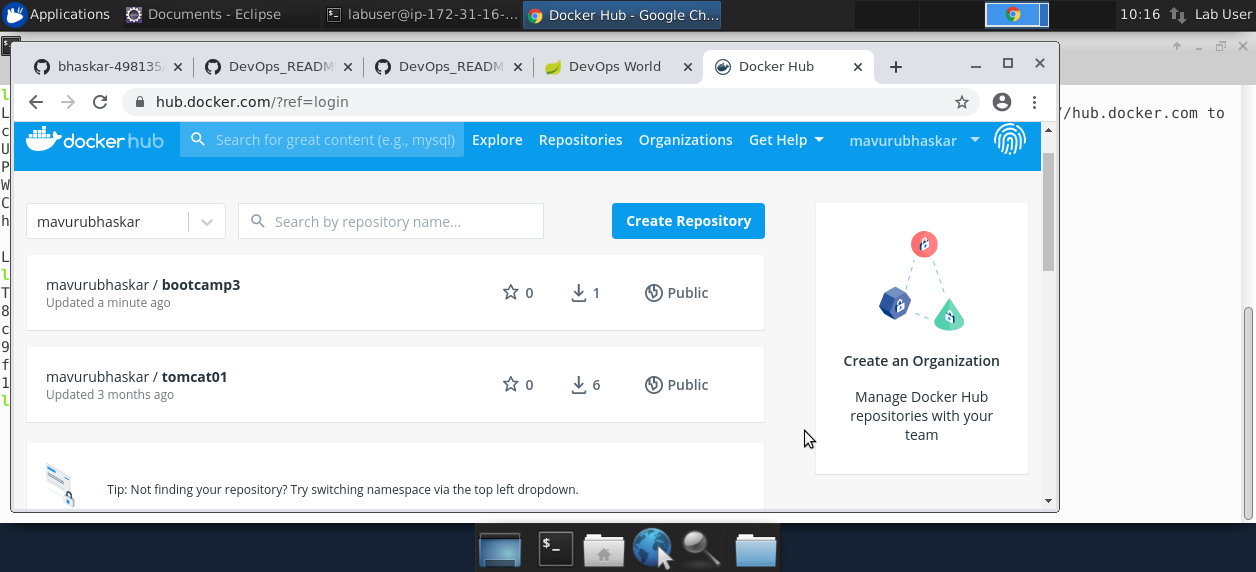 Applications
Documents - Eclipse
labuser@ip-172-31-16-...
Docker Hub - Google Ch...
10:16
Lab User
bhaskar-498135
DevOps_READM
DevOps_READM
DevOps World
Docker Hub
hub.docker.com/?ref=login
/hub.docker.com to
docker hub
Search for great content (e.g., mysql)
Explore
Repositories
Organizations
Get Help
mavurubhaskar
mavurubhaskar
Search by repository name...
Create Repository
mavurubhaskar / bootcamp3
Updated a minute ago
0
1
Public
mavurubhaskar / tomcat01
Updated 3 months ago
0
6
Public
Create an Organization
Manage Docker Hub
repositories with your
team
Tip: Not finding your repository? Try switching namespace via the top left dropdown.
l
L
c
U
P
W
C
h
L
l
T
8
c
9
f
1
l
$_